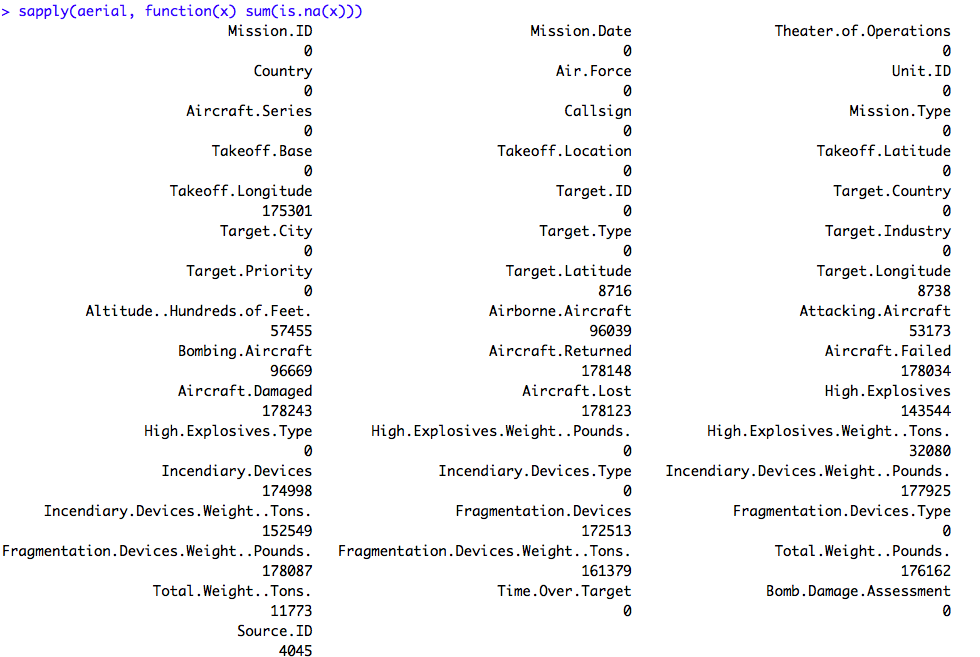 > sapply(aerial, function(x) sum(is.na(x)))
Mission.ID Mission.Date Theater.of.Operations
0 0 0
Country Air.Force Unit.ID
0 0 0
Aircraft.Series Callsign Mission.Type
0 0 0
Takeoff.Base Takeoff.Location Takeoff.Latitude
0 0 0
Takeoff.Longitude Target.ID Target.Country
175301 0 0
Target.City Target.Type Target.Industry
0 0 0
Target.Priority Target.Latitude Target.Longitude
0 8716 8738
Altitude..Hundreds.of.Feet. Airborne.Aircraft Attacking.Aircraft
57455 96039 53173
Bombing.Aircraft Aircraft.Returned Aircraft.Failed
96669 178148 178034
Aircraft.Damaged Aircraft.Lost High.Explosives
178243 178123 143544
High.Explosives.Type High.Explosives.Weight..Pounds. High.Explosives.Weight..Tons.
0 0 32080
Incendiary.Devices Incendiary.Devices.Type Incendiary.Devices.Weight..Pounds.
174998 0 177925
Incendiary.Devices.Weight..Tons. Fragmentation.Devices Fragmentation.Devices.Type
152549 172513 0
Fragmentation.Devices.Weight..Pounds. Fragmentation.Devices.Weight..Tons. Total.Weight..Pounds.
178087 161379 176162
Total.Weight..Tons. Time.Over.Target Bomb.Damage.Assessment
11773 0 0
Source.ID
4045